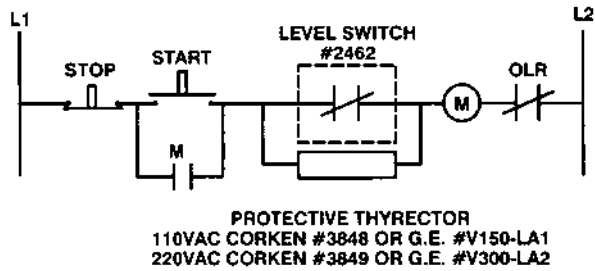 L1
L2
LEVEL SWITCH
#2462
STOP
START
OLR
M
M
PROTECTIVE THYRECTOR
110VAC CORKEN #3848 OR G.E. #V150-LA1
220VAC CORKEN #3849 OR G.E. #V300-LA2